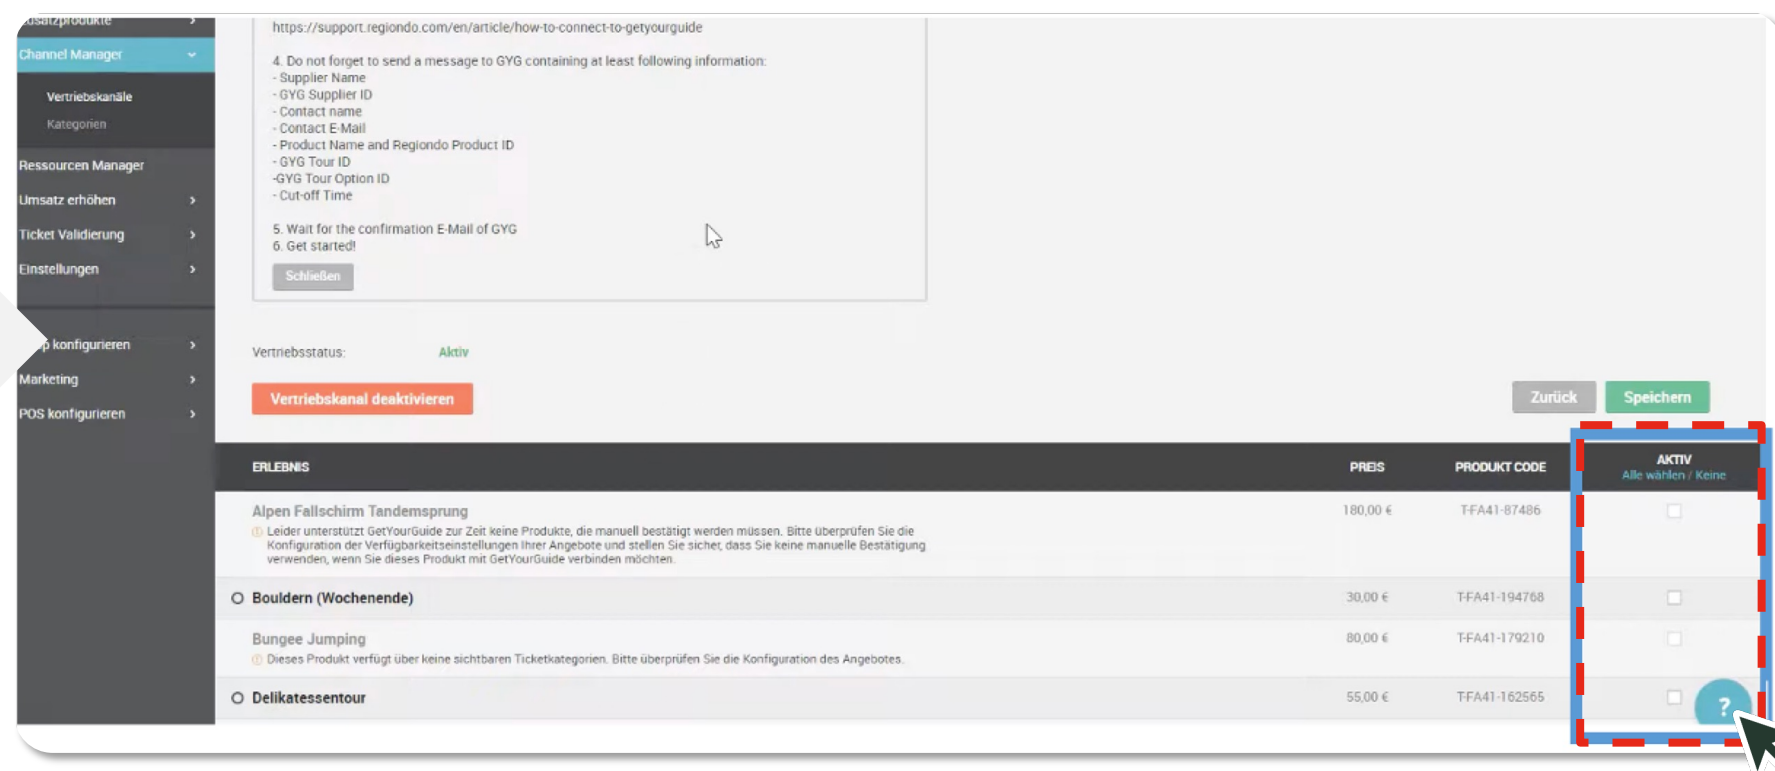 Zusatzprodukte
Channel Manager
Vertriebskanäle
Kategorien
Ressourcen Manager
Umsatz erhöhen
Ticket Validierung
Einstellungen
konfigurieren
Marketing
POS konfigurieren
https://support.regiondo.com/en/article/how-to-connect-to-getyourguide
4. Do not forget to send a message to GYG containing at least following information:
- Supplier Name
- GYG Supplier ID
- Contact name
- Contact E-Mail
- Product Name and Regiondo Product ID
- GYG Tour ID
-GYG Tour Option ID
- Cut-off Time
5. Wait for the confirmation E-Mail of GYG
6. Get started!
Schließen
Vertriebsstatus: Aktiv
Vertriebskanal deaktivieren
Zurück Speichern
ERLEBNIS PREIS PRODUKT CODE AKTIV
Alle wählen / Keine
Alpen Fallschirm Tandemsprung 180,00 € T-FA41-87486
Leider unterstützt GetYourGuide zur Zeit keine Produkte, die manuell bestätigt werden müssen. Bitte überprüfen Sie die
Konfiguration der Verfügbarkeitseinstellungen Ihrer Angebote und stellen Sie sicher, dass Sie keine manuelle Bestätigung
verwenden, wenn Sie dieses Produkt mit GetYourGuide verbinden möchten.
Bouldern (Wochenende) 30,00 € T-FA41-194768
Bungee Jumping 80,00 € T-FA41-179210
Dieses Produkt verfügt über keine sichtbaren Ticketkategorien. Bitte überprüfen Sie die Konfiguration des Angebotes.
Delikatessentour 55,00 € T-FA41-162565
?